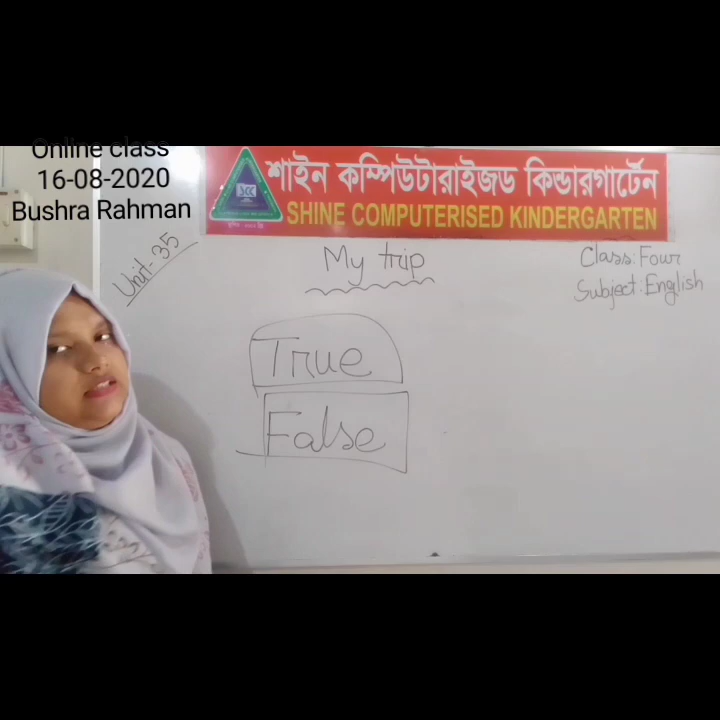 Online class
16-08-2020
Bushra Rahman
শাইন কম্পিউটারাইজড কিন্ডারগার্টেন
SHINE COMPUTERISED KINDERGARTEN
Unit-35
My trip
Class: Four
Subject: English
True
False